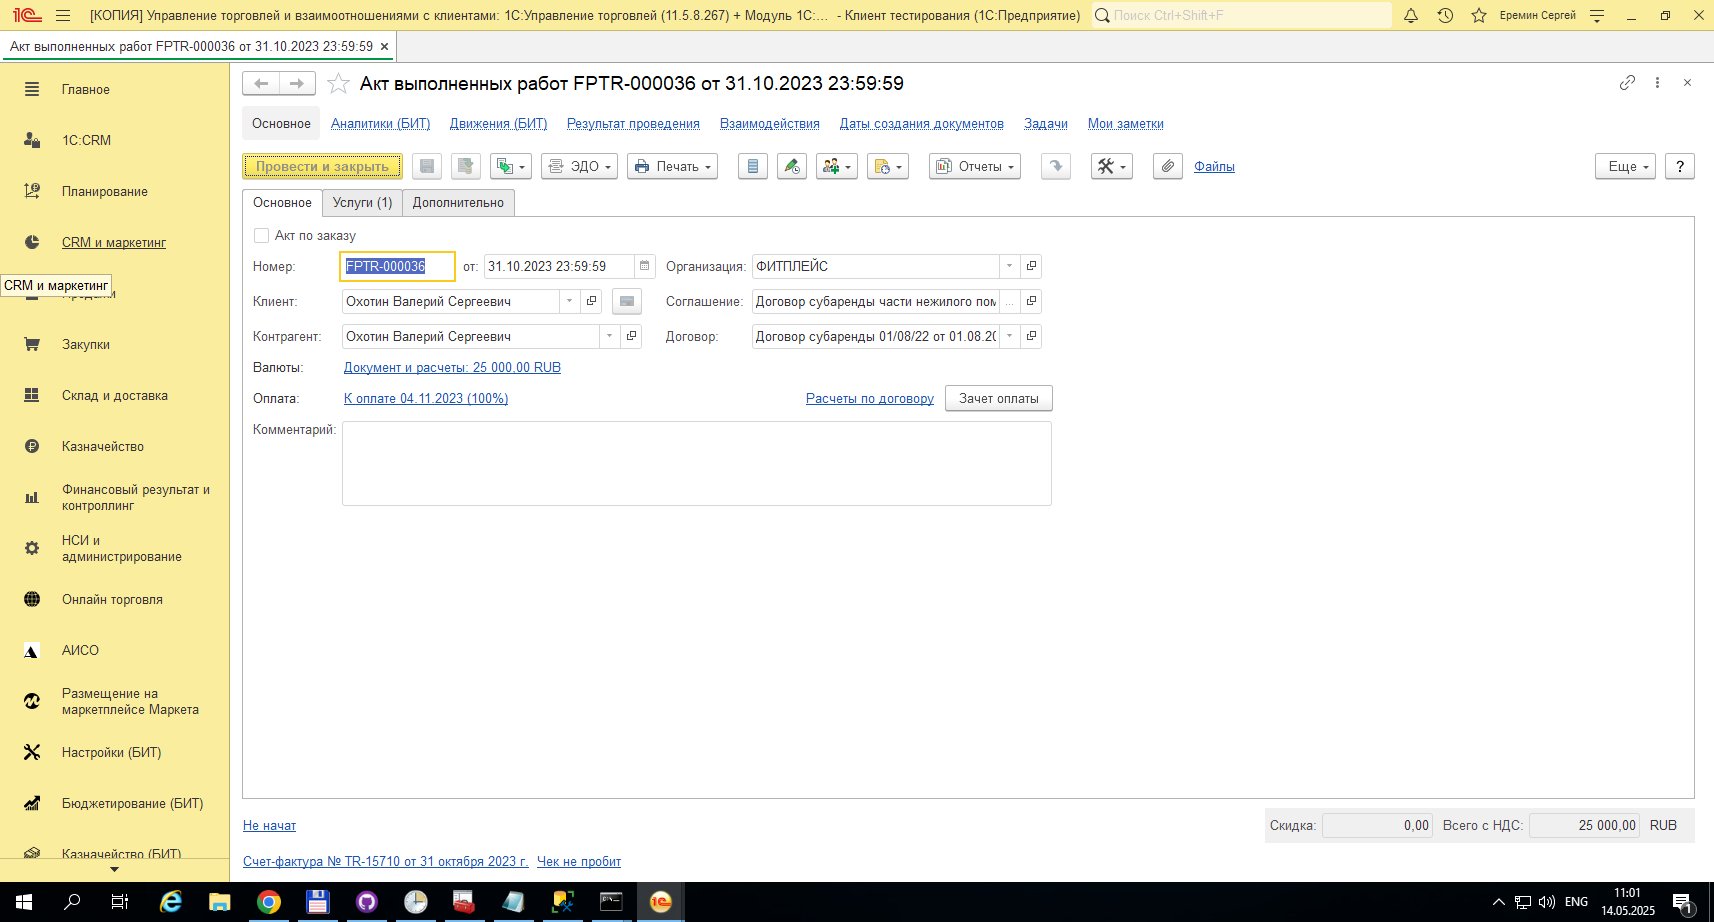 [КОПИЯ] Управление торговлей и взаимоотношениями с клиентами: 1С:Управление торговлей (11.5.8.267) + Модуль 1С:... - Клиент тестирования (1С:Предприятие)
Поиск Ctrl+Shift+F
Еремин Сергей
Акт выполненных работ FPTR-000036 от 31.10.2023 23:59:59
Главное
1С:CRM
Планирование
CRM и маркетинг
CRM и маркетинг
Закупки
Склад и доставка
Казначейство
Финансовый результат и
контроллинг
НСИ и
администрирование
Онлайн торговля
АИСО
Размещение на
маркетплейсе Маркета
Настройки (БИТ)
Бюджетирование (БИТ)
Казначейство (БИТ)
Акт выполненных работ FPTR-000036 от 31.10.2023 23:59:59
Основное Аналитики (БИТ) Движения (БИТ) Результат проведения Взаимодействия Даты создания документов Задачи Мои заметки
Провести и закрыть ЭДО Печать Отчеты Файлы Еще ?
Основное Услуги (1) Дополнительно
Акт по заказу
Номер: FPTR-000036 от: 31.10.2023 23:59:59 Организация: ФИТПЛЕЙС
Клиент: Охотин Валерий Сергеевич Соглашение: Договор субаренды части нежилого пом
Контрагент: Охотин Валерий Сергеевич Договор: Договор субаренды 01/08/22 от 01.08.20
Валюты: Документ и расчеты: 25 000,00 RUB
Оплата: К оплате 04.11.2023 (100%) Расчеты по договору Зачет оплаты
Комментарий:
Не начат
Скидка: 0,00 Всего с НДС: 25 000,00 RUB
Счет-фактура № TR-15710 от 31 октября 2023 г. Чек не пробит
ENG
11:01
14.05.2025
1